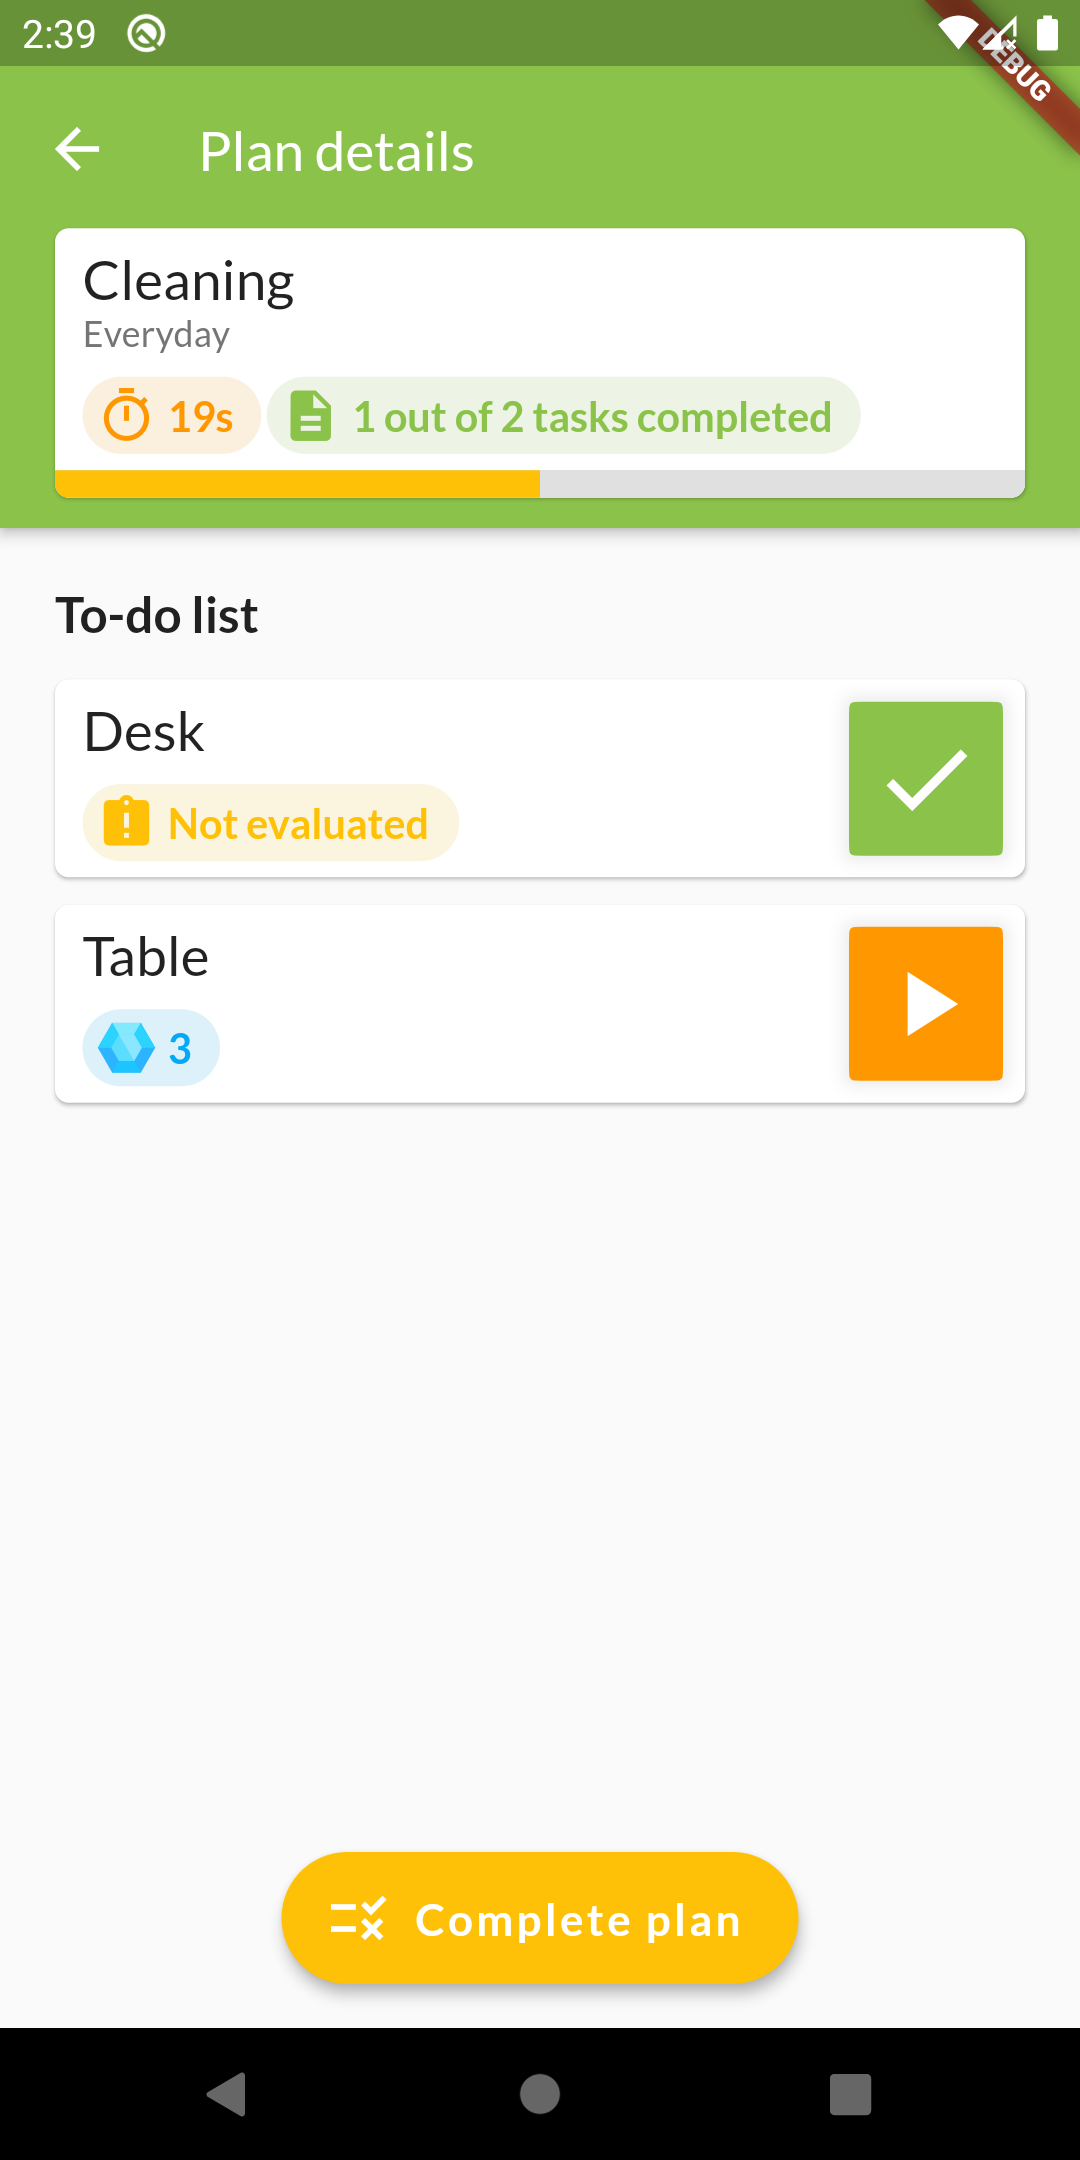 2:39
DEBUG
Plan details
Cleaning
Everyday
19s
1 out of 2 tasks completed
To-do list
Desk
Not evaluated
Table
3
Complete plan